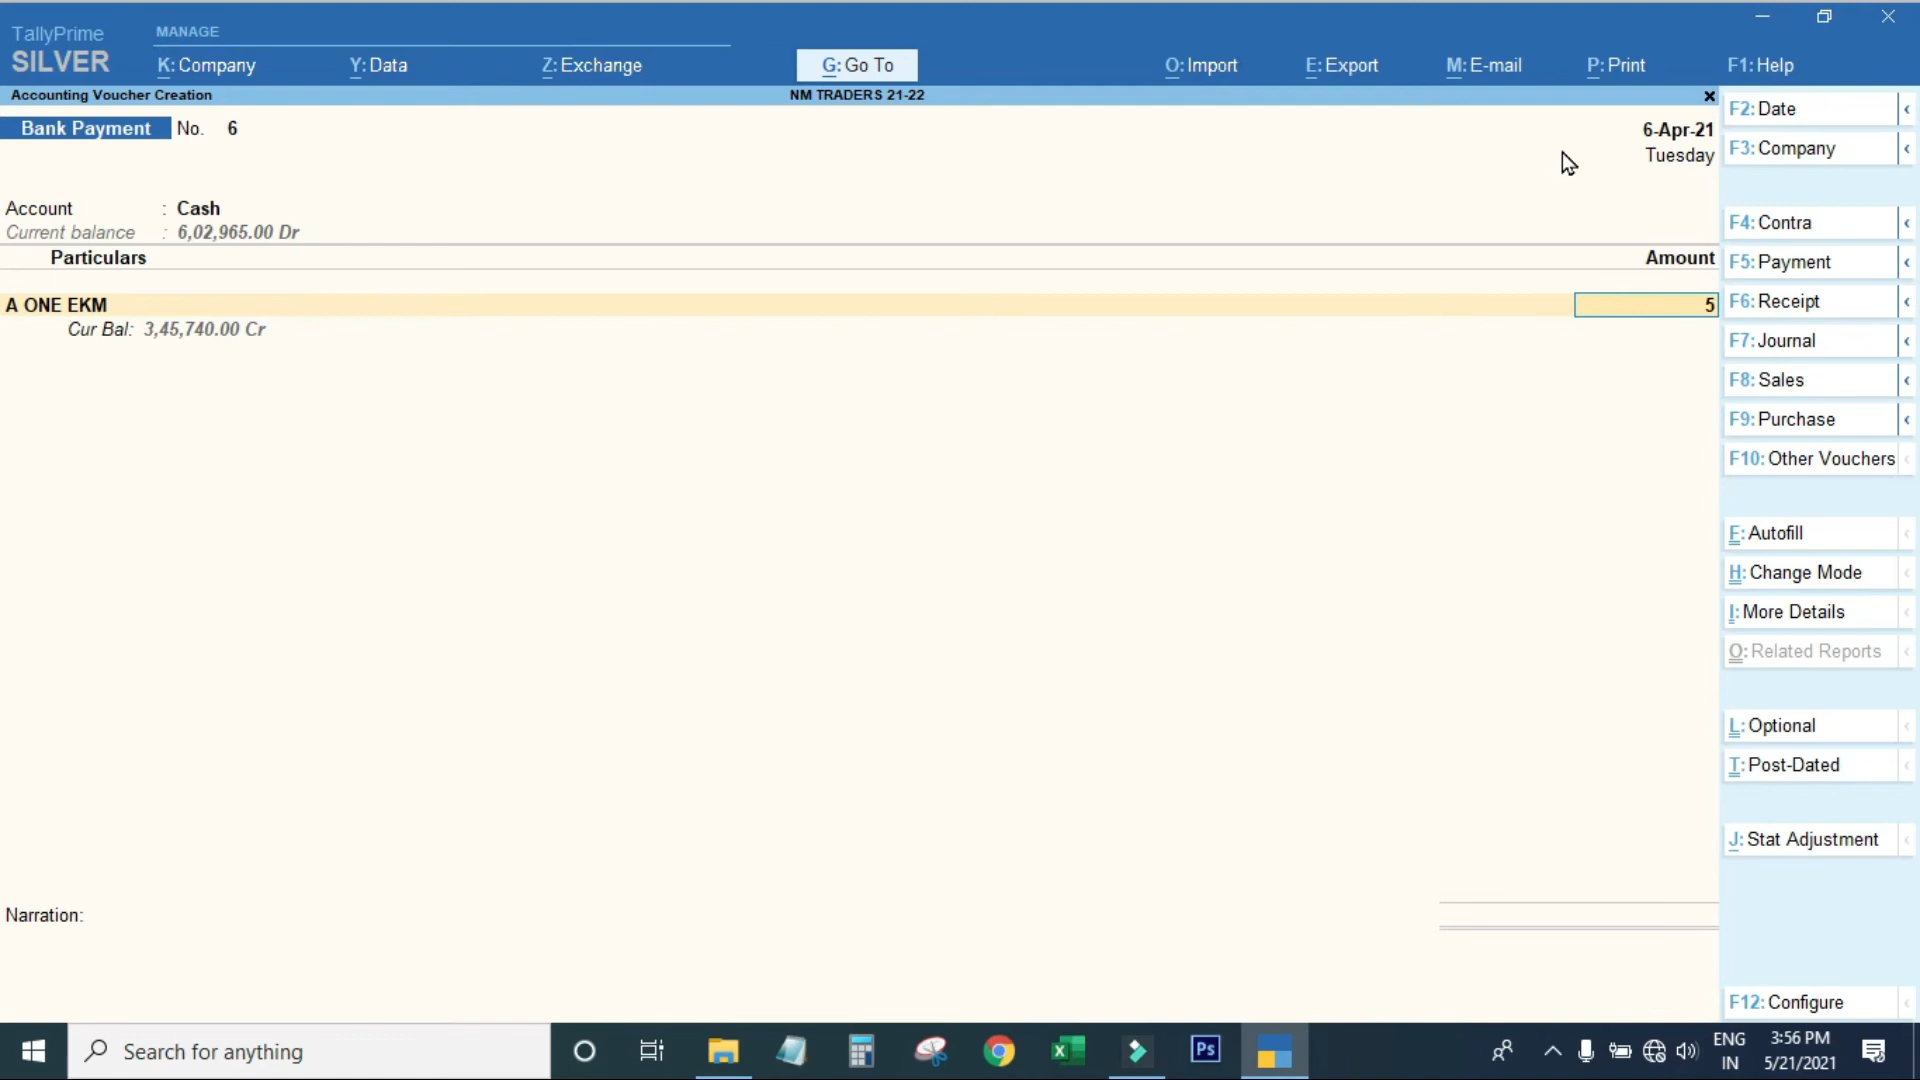 TallyPrime
SILVER
MANAGE
K: Company
Y: Data
Z: Exchange
G: Go To
O: Import
E: Export
M: E-mail
P: Print
F1: Help
Accounting Voucher Creation
NM TRADERS 21-22
Bank Payment No. 6
6-Apr-21
Tuesday
Account : Cash
Current balance : 6,02,965.00 Dr
Particulars
Amount
A ONE EKM
5
Cur Bal: 3,45,740.00 Cr
Narration:
F2: Date
F3: Company
F4: Contra
F5: Payment
F6: Receipt
F7: Journal
F8: Sales
F9: Purchase
F10: Other Vouchers
F: Autofill
H: Change Mode
I: More Details
O: Related Reports
L: Optional
T: Post-Dated
J: Stat Adjustment
F12: Configure
Search for anything
Ps
ENG
IN
3:56 PM
5/21/2021